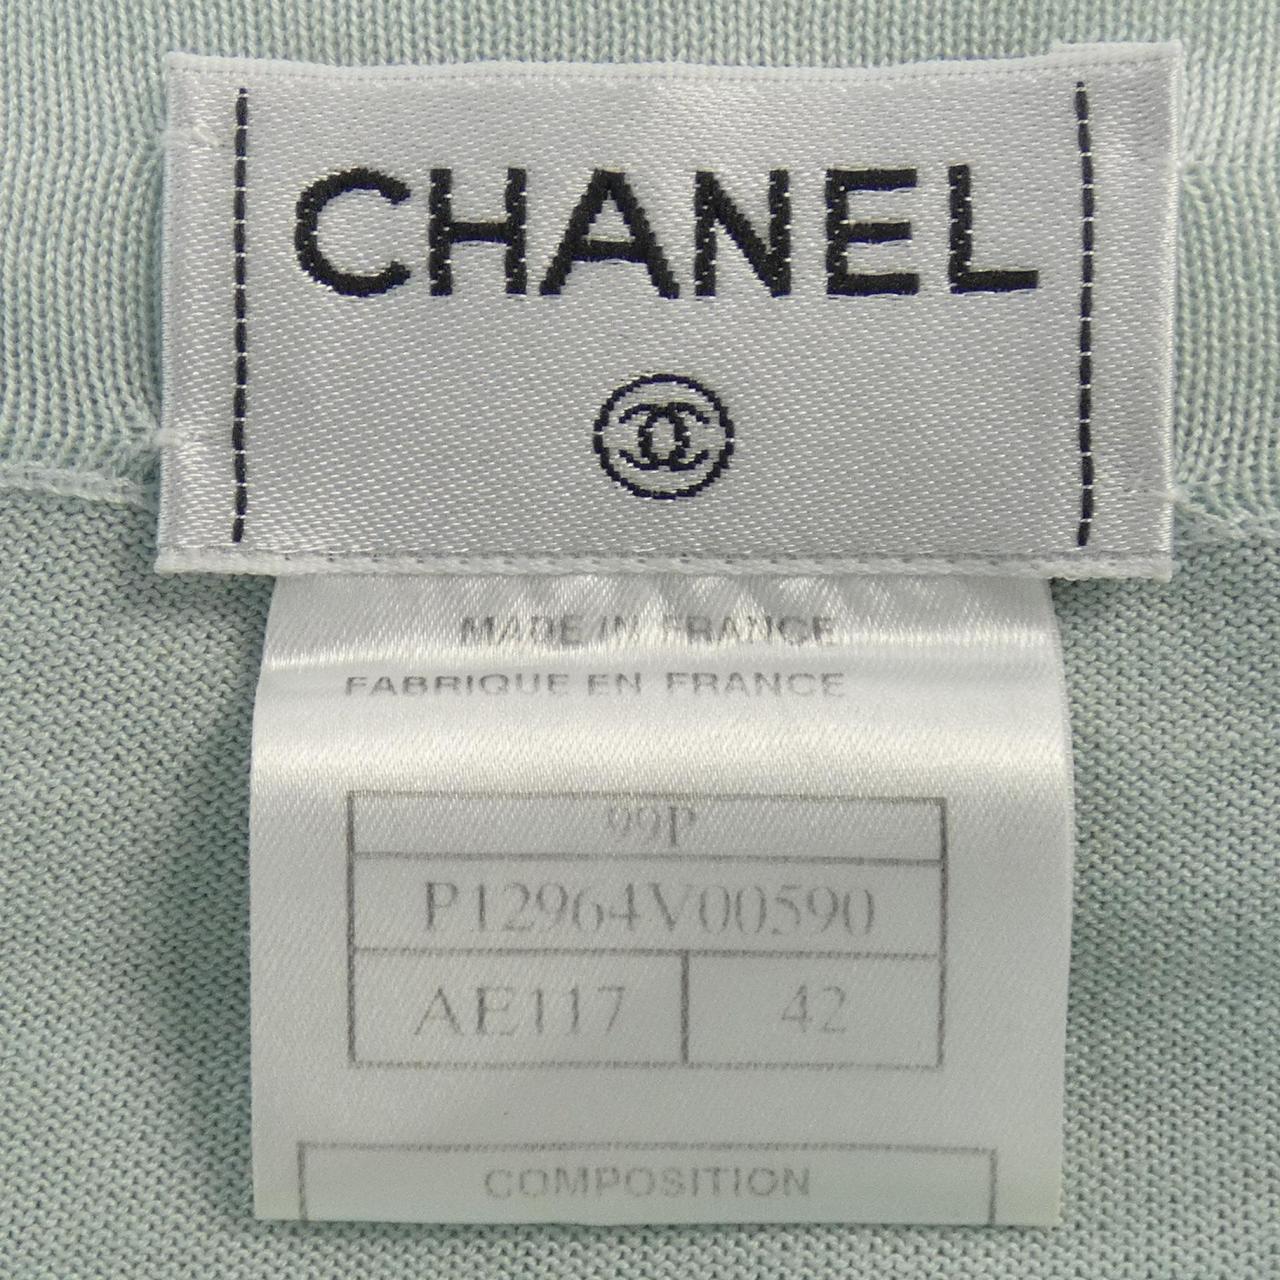 CHANEL
MADE IN FRANCE
FABRIQUE EN FRANCE
99P
P12964V00590
AE117 42
COMPOSITION